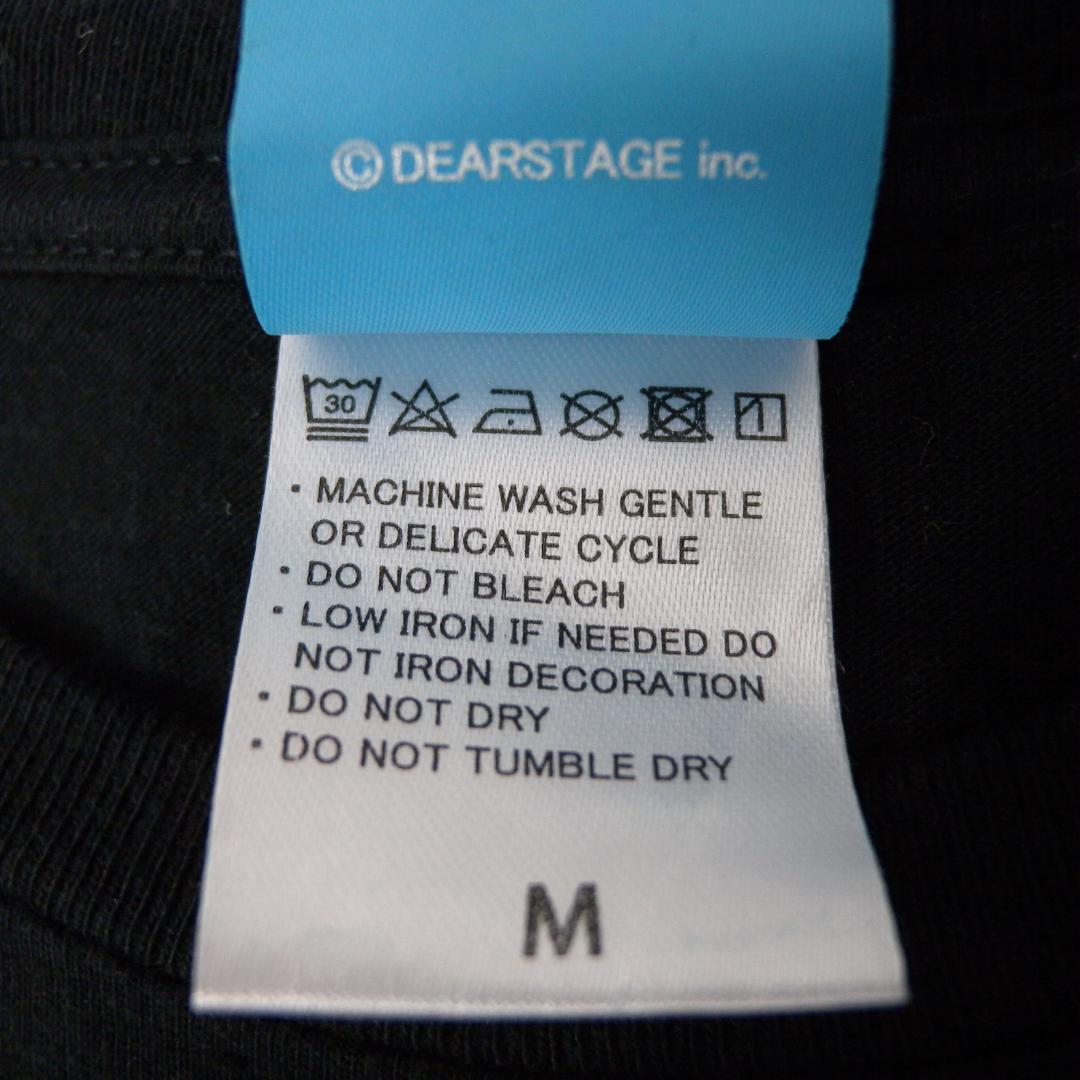 © DEARSTAGE inc.
30
· MACHINE WASH GENTLE
OR DELICATE CYCLE
· DO NOT BLEACH
· LOW IRON IF NEEDED DO
NOT IRON DECORATION
· DO NOT DRY
· DO NOT TUMBLE DRY
M